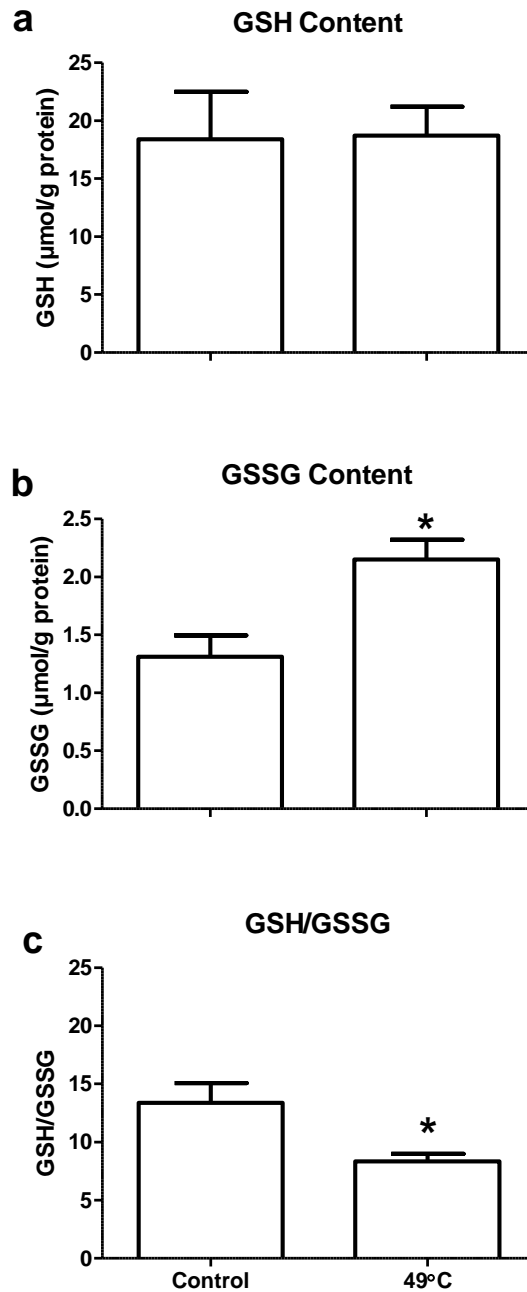 a
GSH Content
GSH (µmol/g protein)
25
20
15
10
5
0
b
GSSG Content
GSSG (µmol/g protein)
2.5
2.0
1.5
1.0
0.5
0.0
*
c
GSH/GSSG
GSH/GSSG
25
20
15
10
5
0
*
Control 49°C